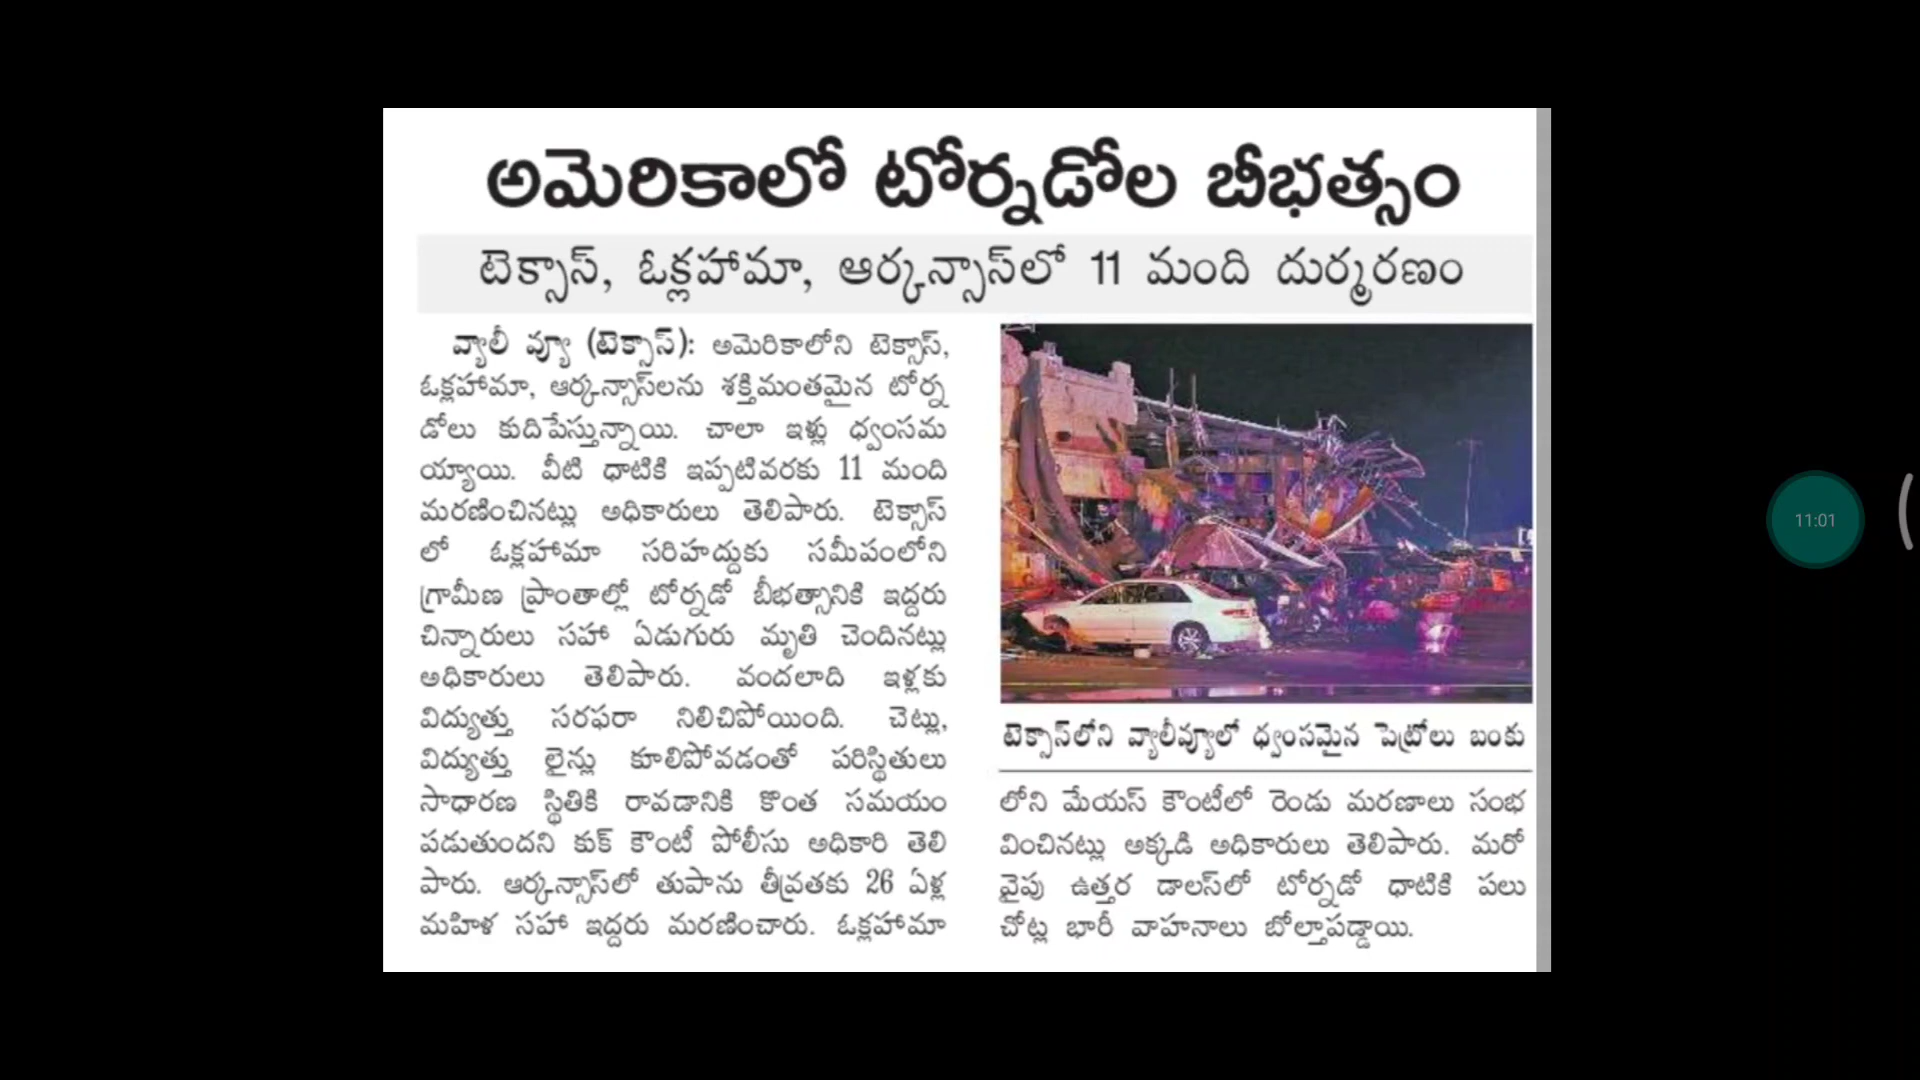 అమెరికాలో టోర్నడోల బీభత్సం
టెక్సాస్, ఓక్లహామా, ఆర్కన్సాస్‌లో 11 మంది దుర్మరణం
వ్యాలీ వ్యూ (టెక్సాస్): అమెరికాలోని టెక్సాస్,
ఓక్లహామా, ఆర్కన్సాస్‌లను శక్తిమంతమైన టోర్న
డోలు కుదిపేస్తున్నాయి. చాలా ఇళ్లు ధ్వంసమ
య్యాయి. వీటి ధాటికి ఇప్పటివరకు 11 మంది
మరణించినట్లు అధికారులు తెలిపారు. టెక్సాస్
లో ఓక్లహామా సరిహద్దుకు సమీపంలోని
గ్రామీణ ప్రాంతాల్లో టోర్నడో బీభత్సానికి ఇద్దరు
చిన్నారులు సహా ఏడుగురు మృతి చెందినట్లు
అధికారులు తెలిపారు. వందలాది ఇళ్లకు
విద్యుత్తు సరఫరా నిలిచిపోయింది. చెట్లు,
విద్యుత్తు లైన్లు కూలిపోవడంతో పరిస్థితులు
సాధారణ స్థితికి రావడానికి కొంత సమయం
పడుతుందని కుక్ కౌంటీ పోలీసు అధికారి తెలి
పారు. ఆర్కన్సాస్‌లో తుపాను తీవ్రతకు 26 ఏళ్ల
మహిళ సహా ఇద్దరు మరణించారు. ఓక్లహామా
టెక్సాస్‌లోని వ్యాలీవ్యూలో ధ్వంసమైన పెట్రోలు బంకు
లోని మేయస్ కౌంటీలో రెండు మరణాలు సంభ
వించినట్లు అక్కడి అధికారులు తెలిపారు. మరో
వైపు ఉత్తర డాలస్‌లో టోర్నడో ధాటికి పలు
చోట్ల భారీ వాహనాలు బోల్తాపడ్డాయి.
11:01